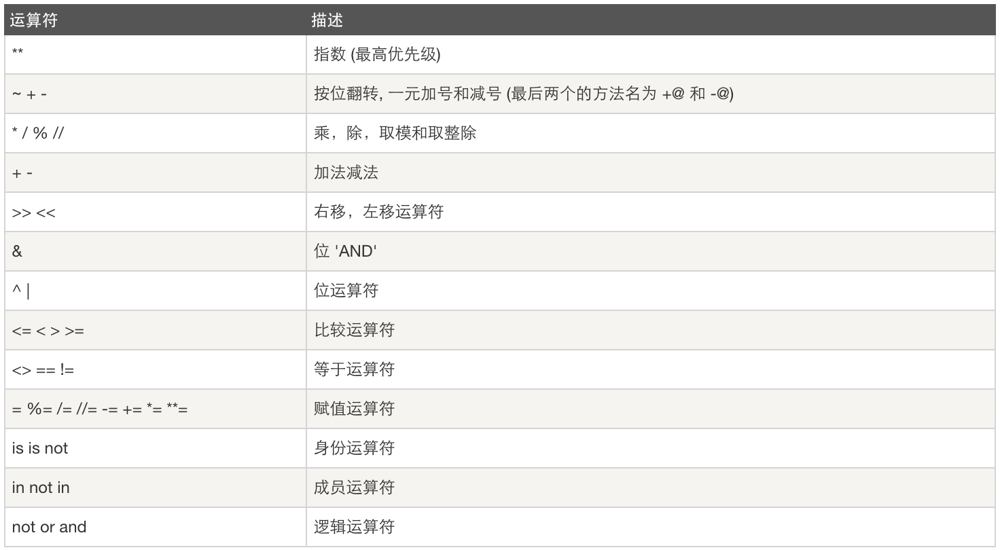 运算符 描述
** 指数 (最高优先级)
~ + - 按位翻转, 一元加号和减号 (最后两个的方法名为 +@ 和 -@)
* / % // 乘，除，取模和取整除
+ - 加法减法
>> << 右移，左移运算符
& 位 'AND'
^ | 位运算符
<= < > >= 比较运算符
<> == != 等于运算符
= %= /= //= -= += *= **= 赋值运算符
is is not 身份运算符
in not in 成员运算符
not or and 逻辑运算符